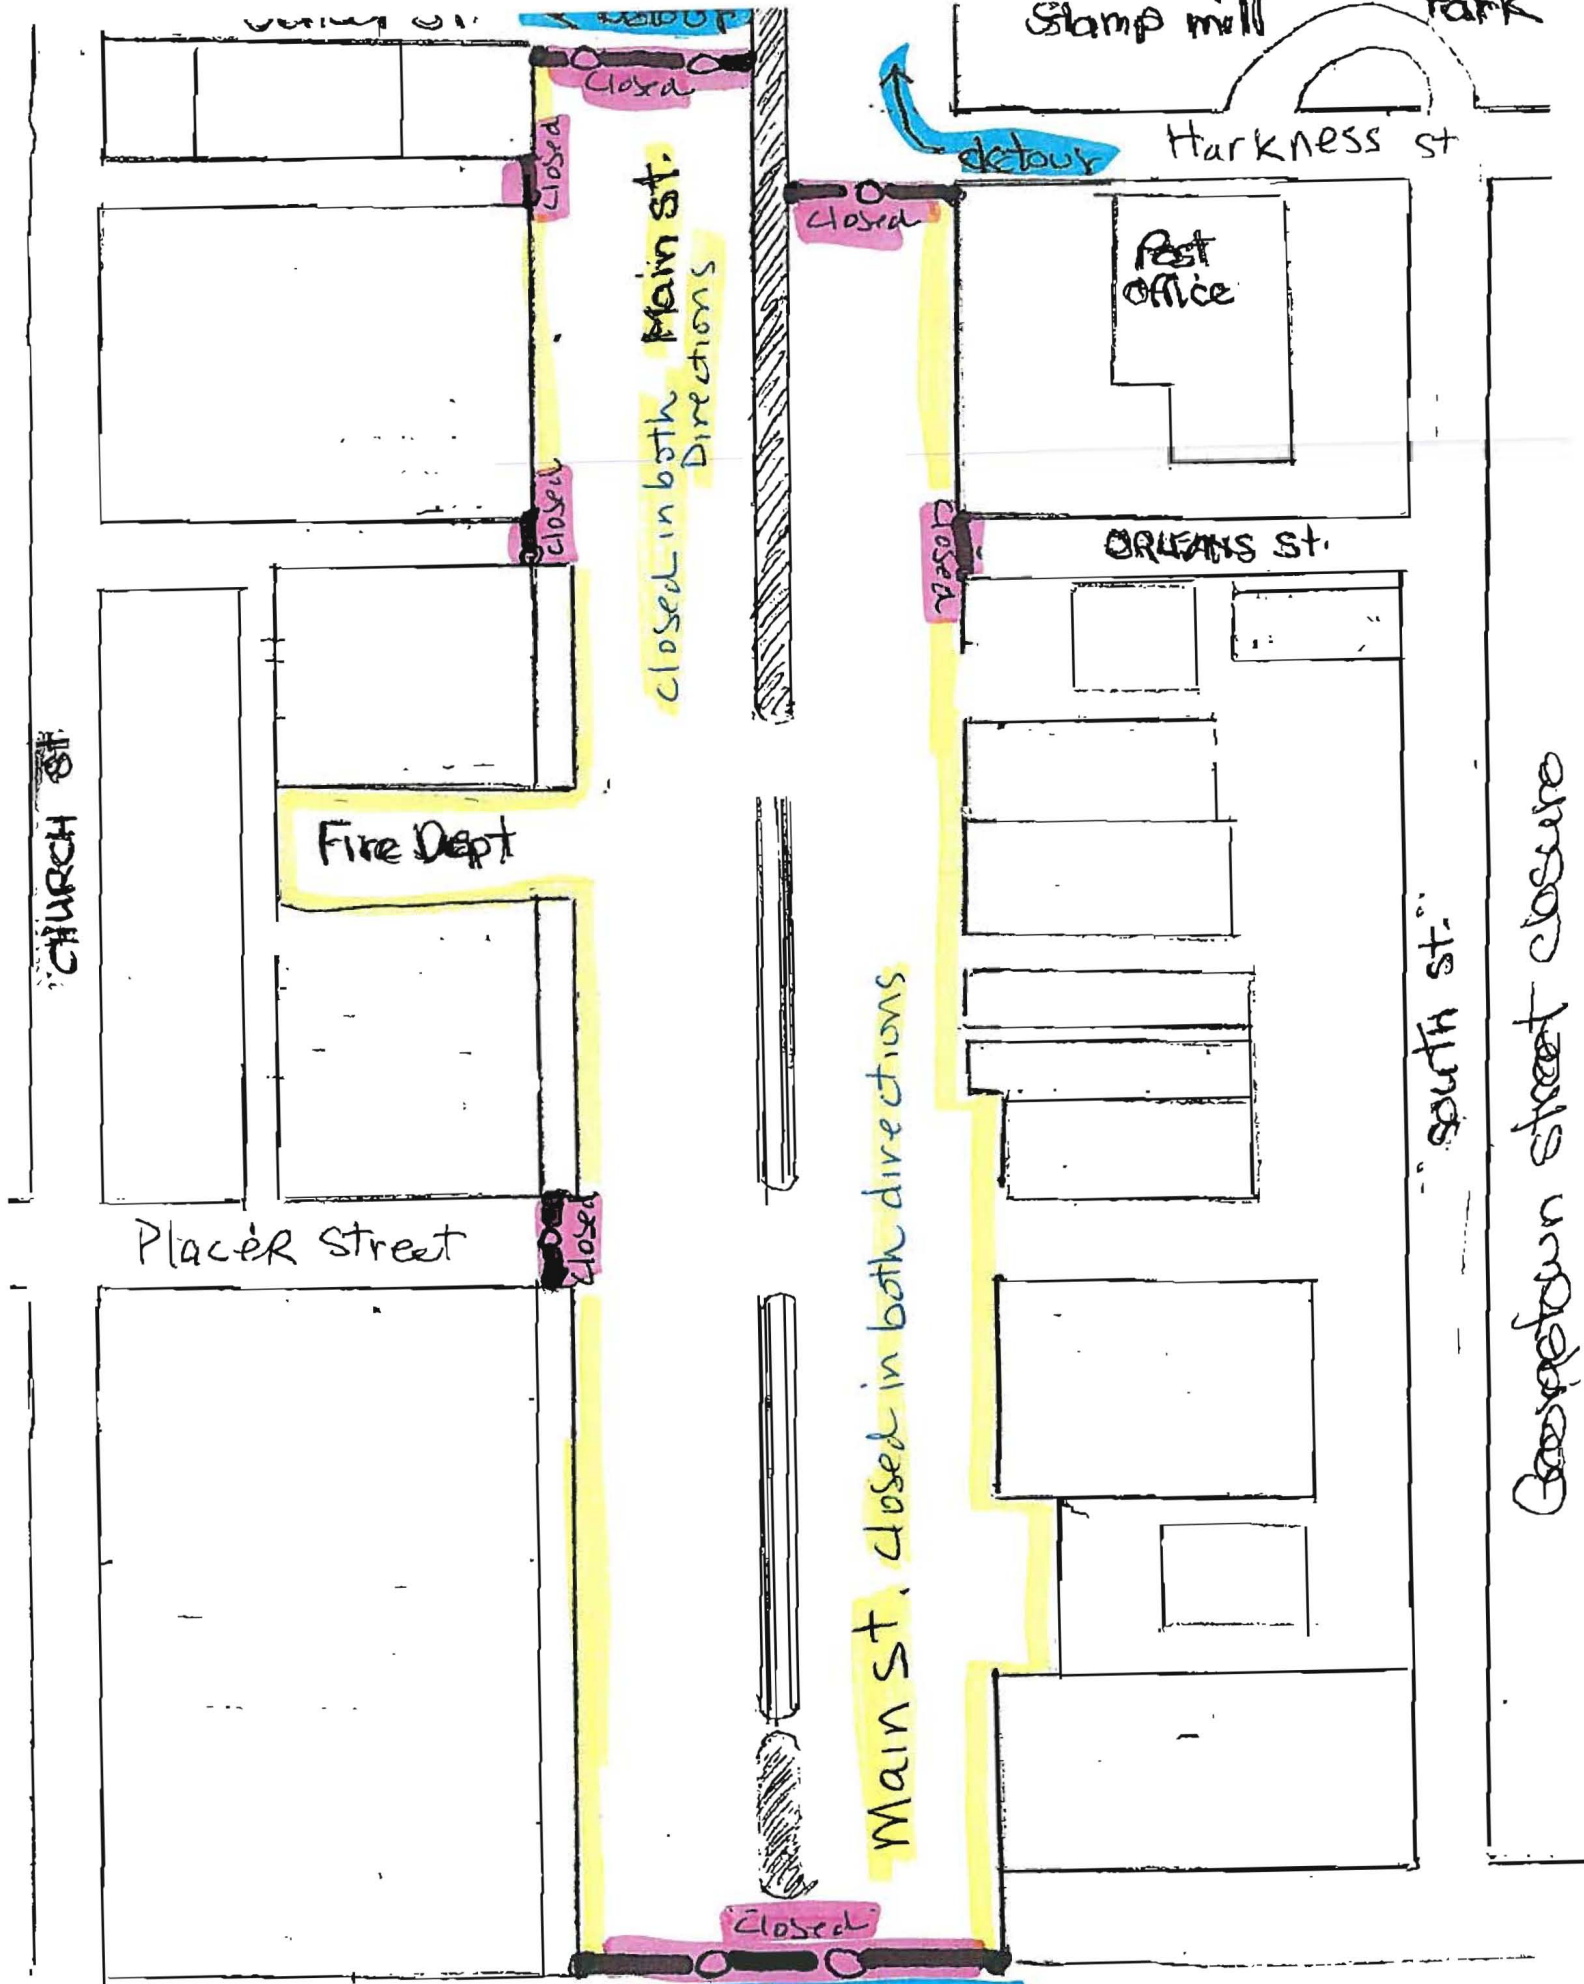 Detour
Stamp mill
Park
Closed
detour
Harkness st
Closed
Main st.
closed in both
Directions
Closed
Post
Office
Closed
Closed
ORLEANS St.
CHURCH St
Fire Dept
South St.
Georgetown street closure
Placer Street
Closed
Main St. closed in both directions
Closed